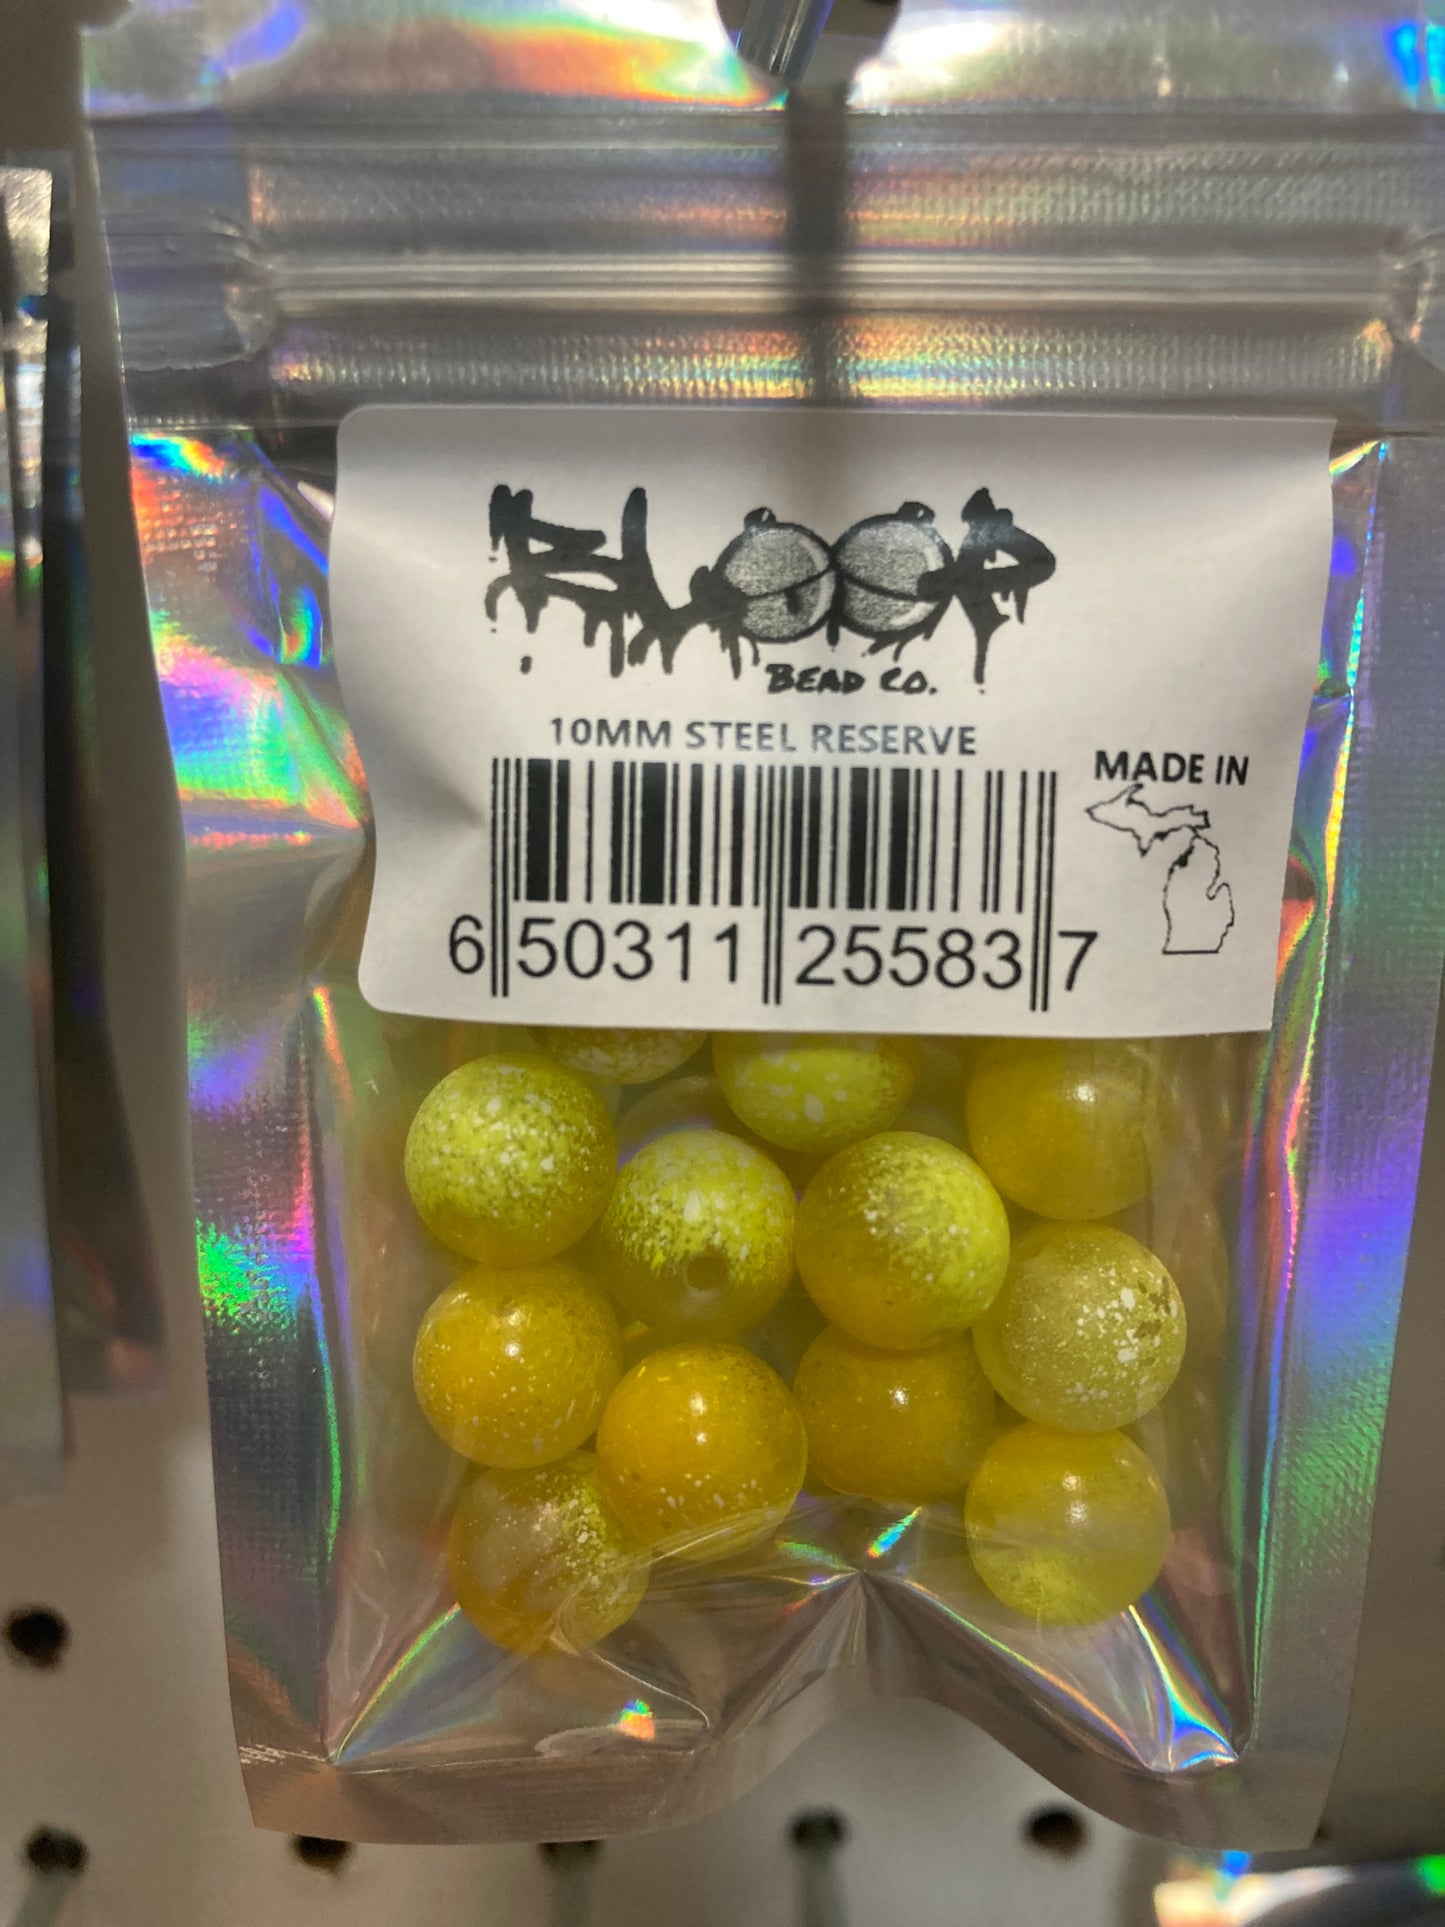 BLOOP
BEAD CO.
10MM STEEL RESERVE
MADE IN
6 50311 25583 7